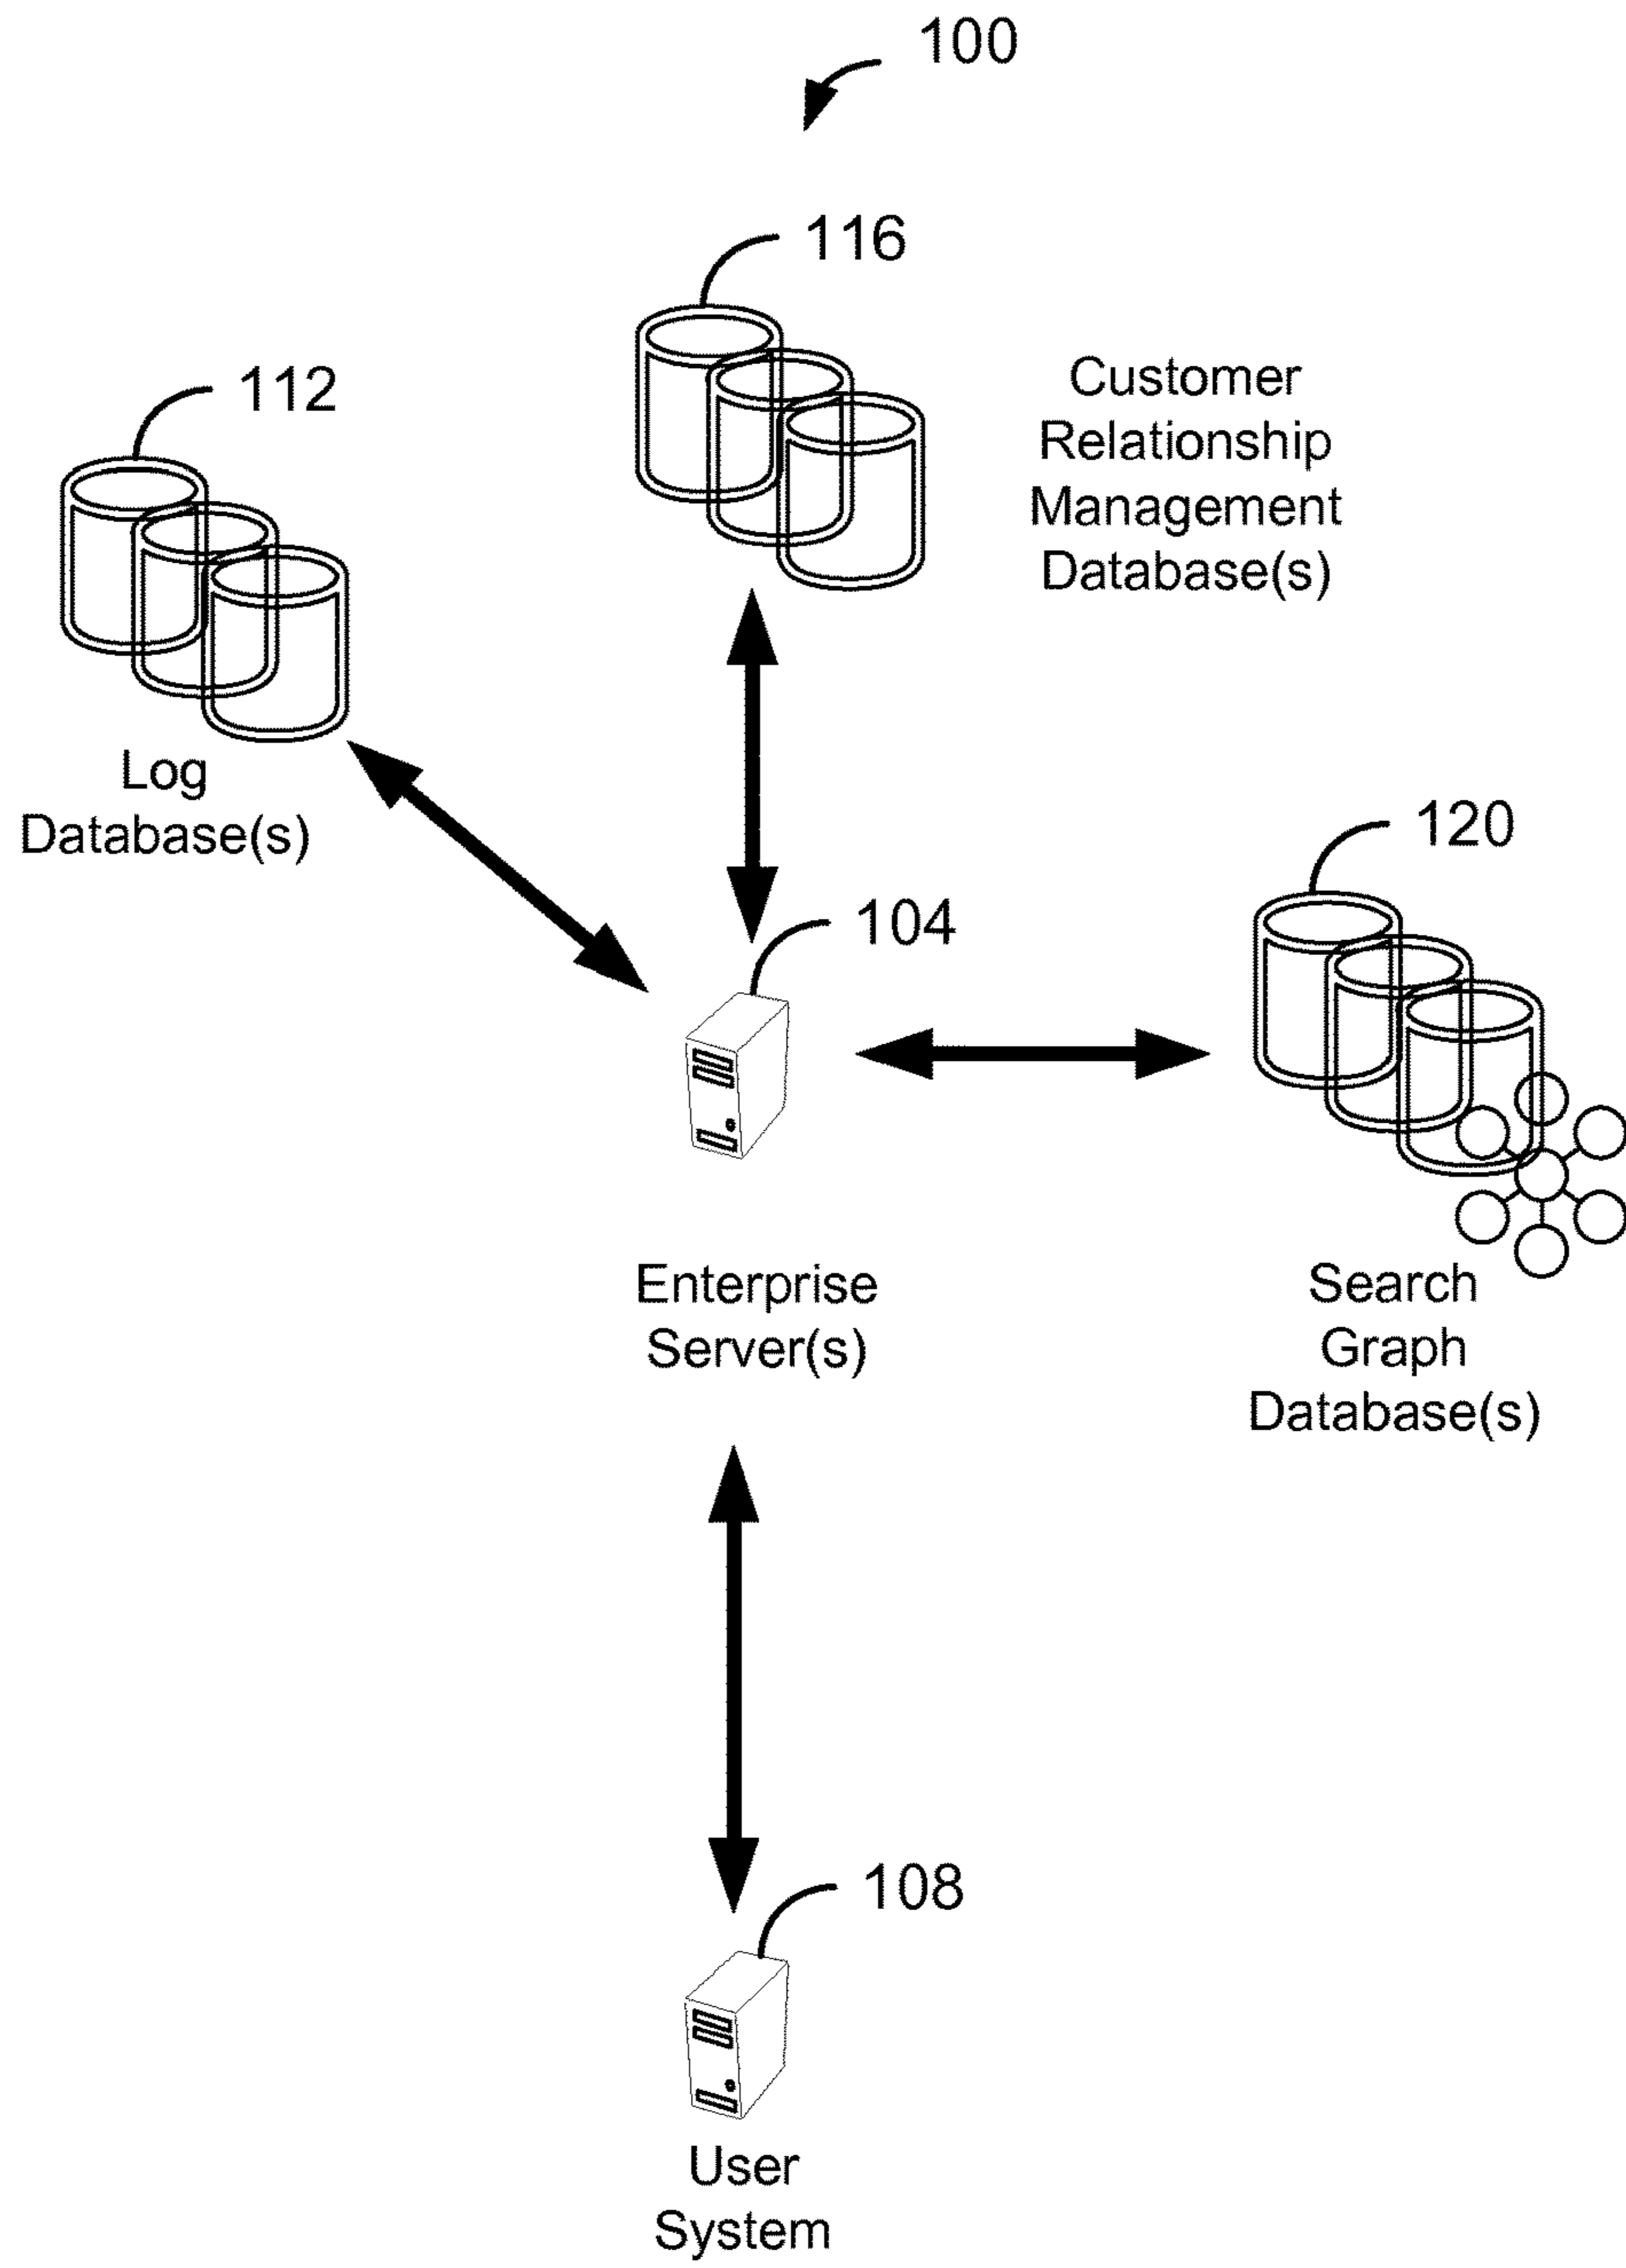 100
116
112
Customer
Relationship
Management
Database(s)
Log
Database(s)
120
104
Enterprise
Server(s)
Search
Graph
Database(s)
108
User
System